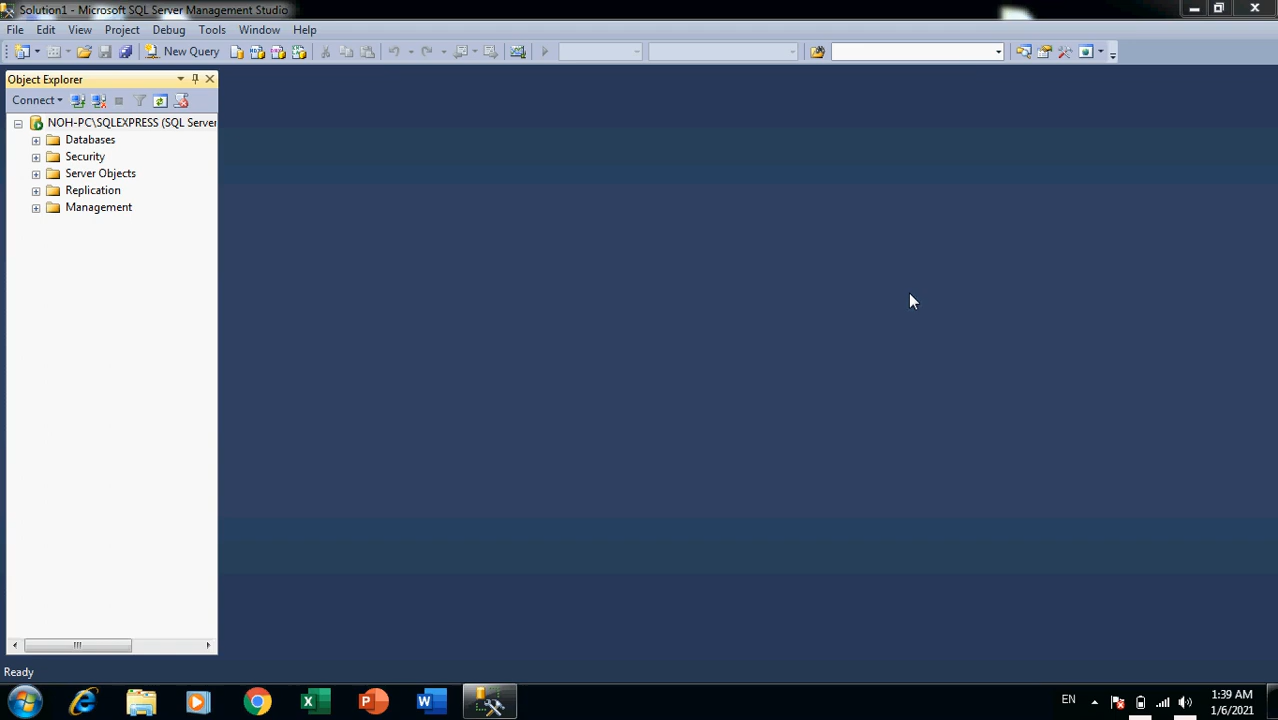 Solution1 - Microsoft SQL Server Management Studio
File Edit View Project Debug Tools Window Help
New Query
Object Explorer
Connect
NOH-PC\SQLEXPRESS (SQL Server
Databases
Security
Server Objects
Replication
Management
Ready
EN
1:39 AM
1/6/2021